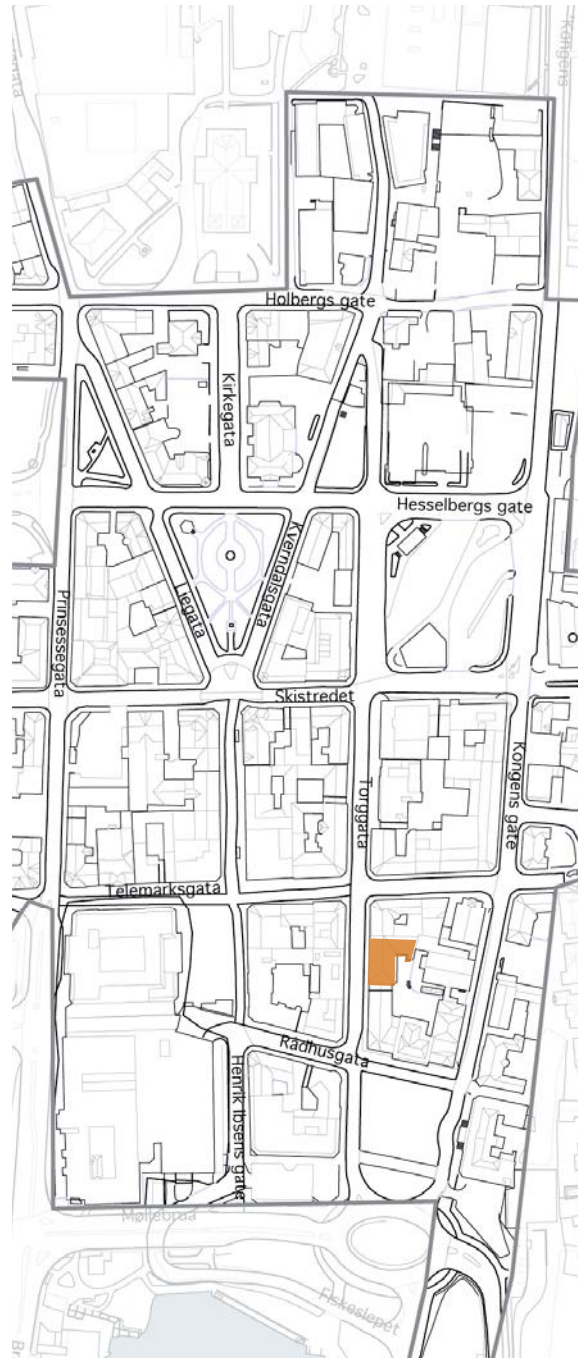 Kongens
Holbergs gate
Kirkegata
Hesselbergs gate
Kverndalsgata
Liegata
Prinsessegata
Skistredet
Torggata
Kongens gate
Telemarksgata
Rådhusgata
Henrik Ibsens gate
Møllebrua
Fiskeslepet